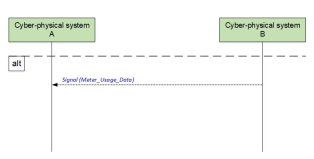 Cyber-physical system
A
Cyber-physical system
B
alt
Signal (Meter_Usage_Data)